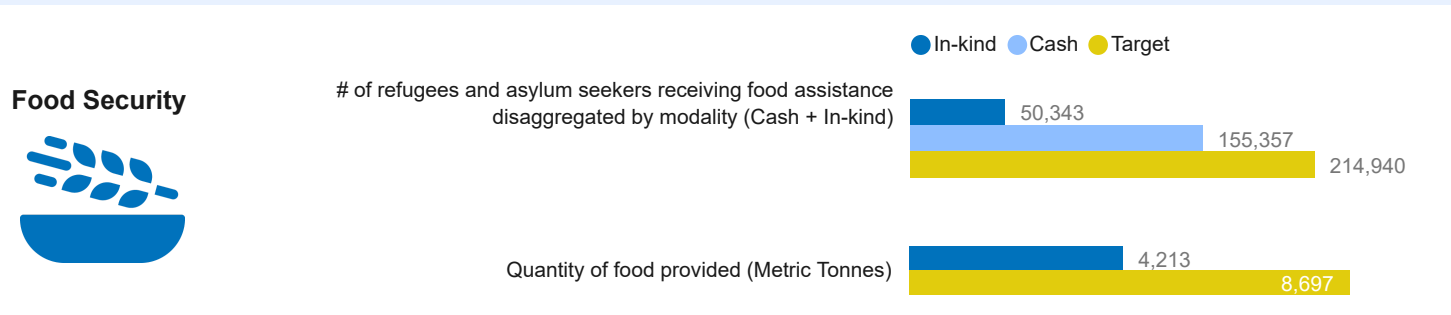 In-kind Cash Target
Food Security
# of refugees and asylum seekers receiving food assistance
disaggregated by modality (Cash + In-kind)
50,343
155,357
214,940
Quantity of food provided (Metric Tonnes)
4,213
8,697